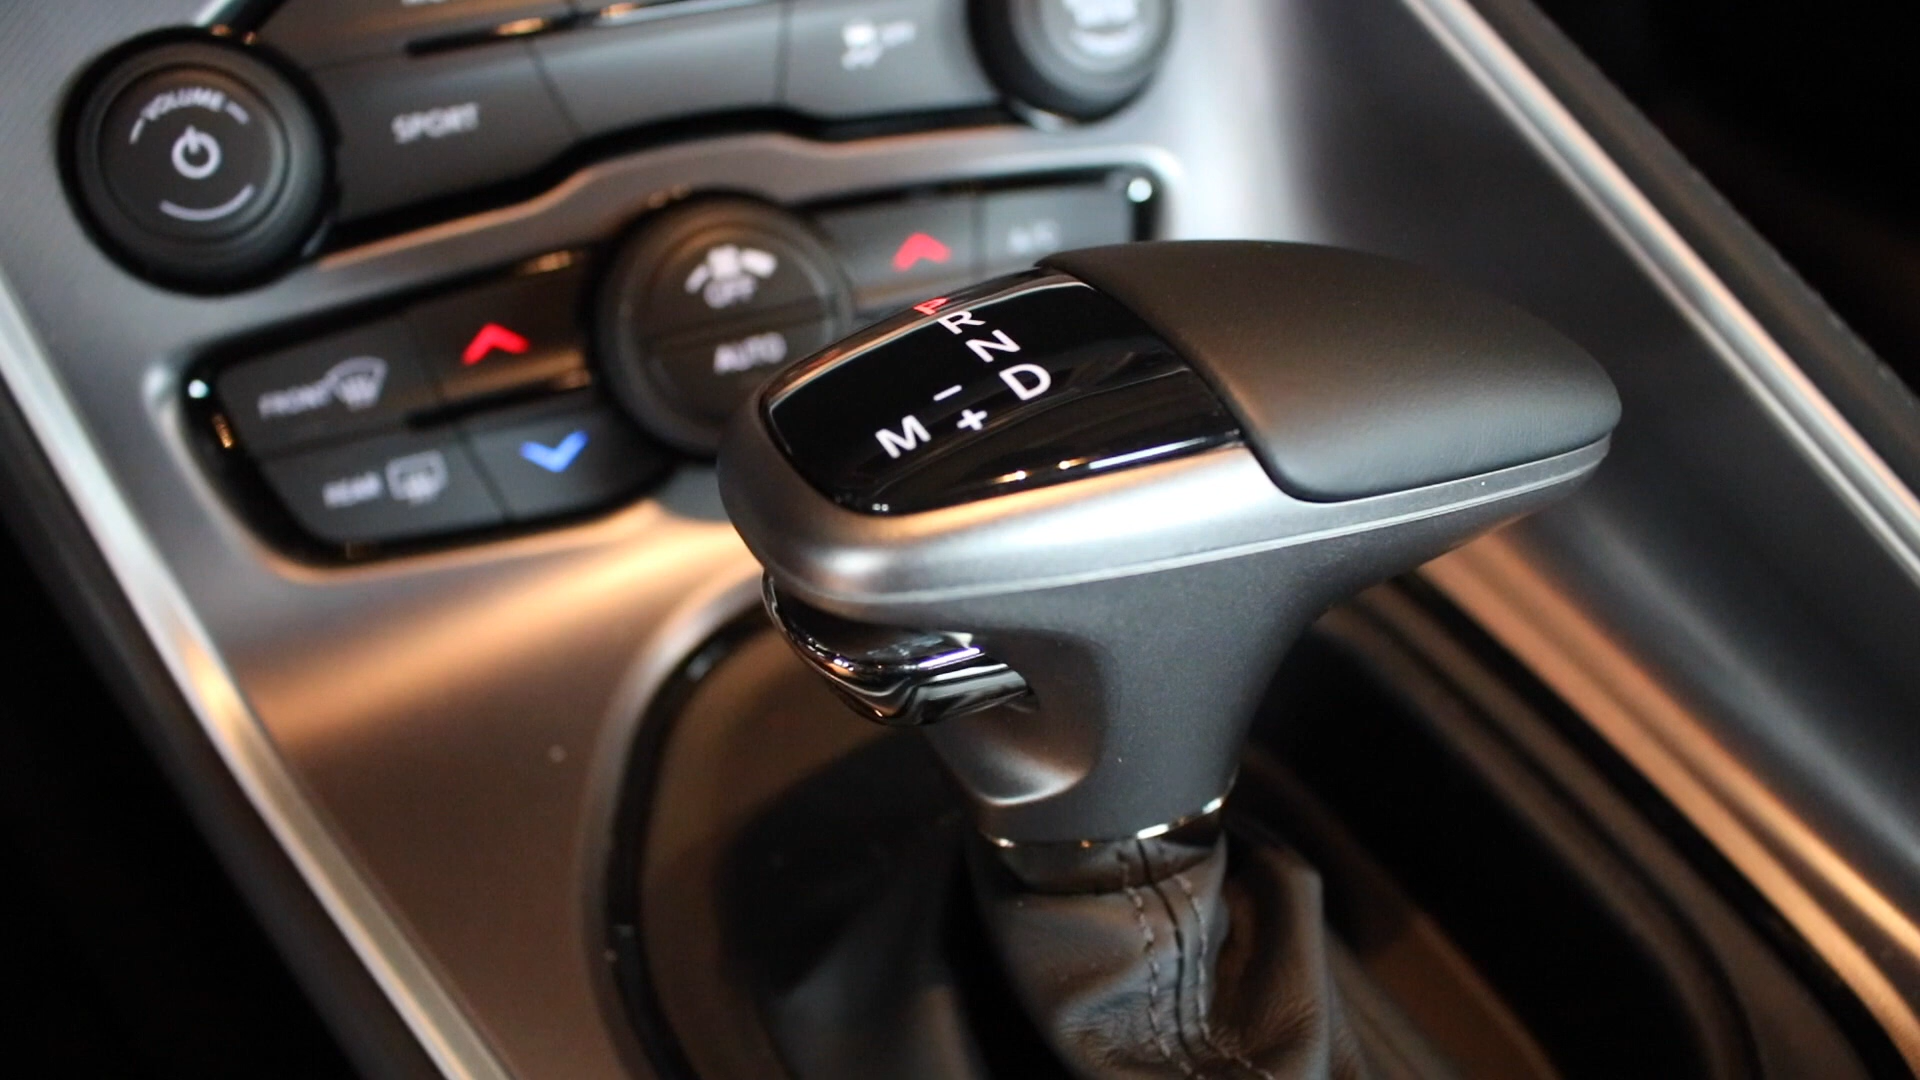 VOLUME
SPORT
OFF
AUTO
FRONT
REAR
P
R
N
D
M - +